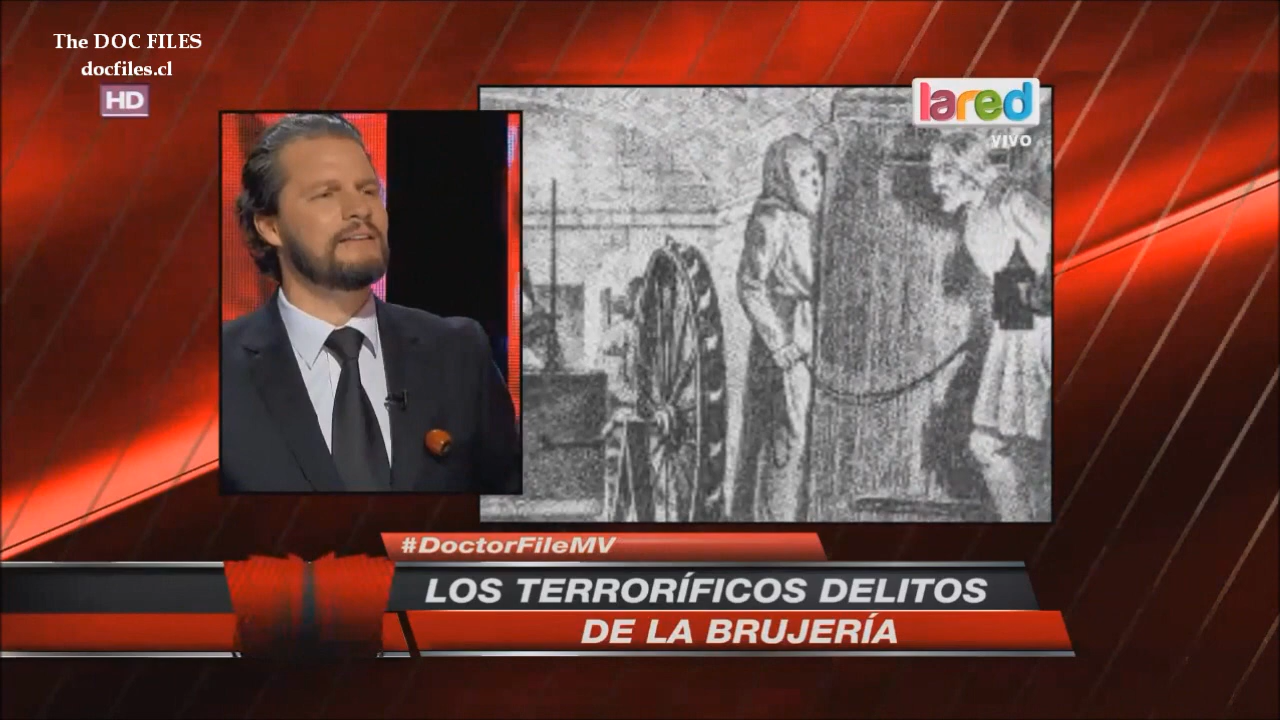 The DOC FILES
docfiles.cl
HD
lared
VIVO
#DoctorFileMV
LOS TERRORÍFICOS DELITOS
DE LA BRUJERÍA